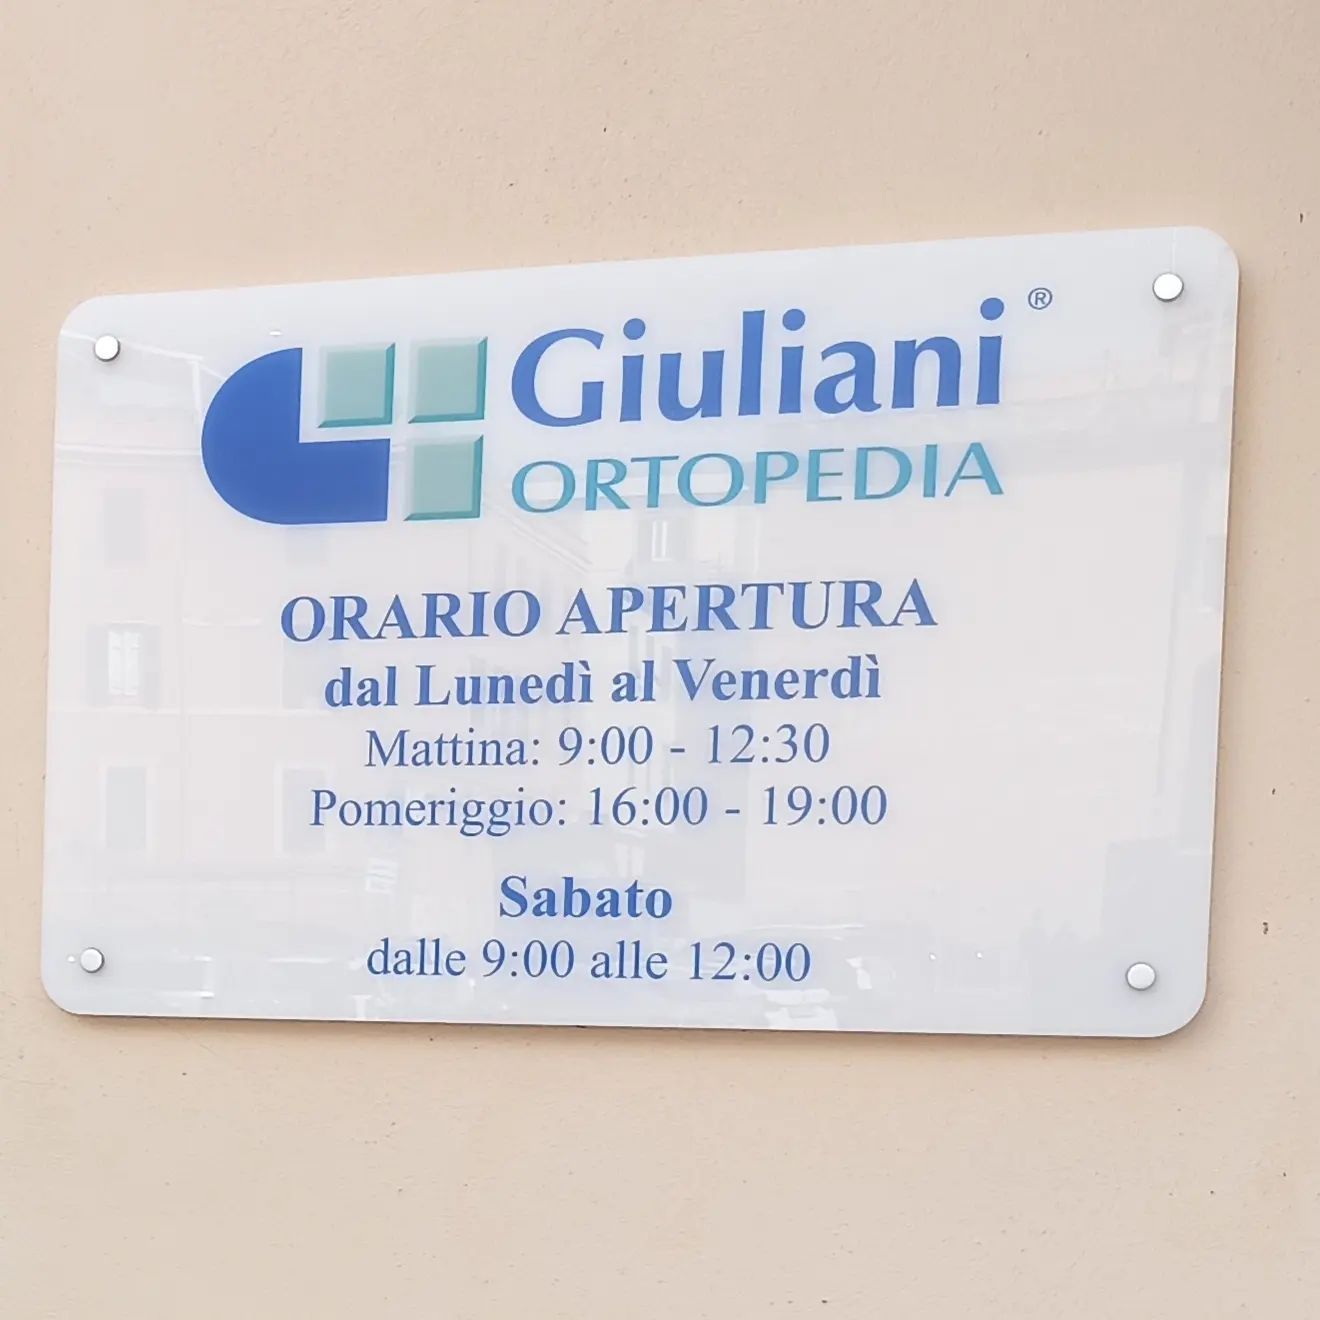 Giuliani ®
ORTOPEDIA
ORARIO APERTURA
dal Lunedì al Venerdì
Mattina: 9:00 - 12:30
Pomeriggio: 16:00 - 19:00
Sabato
dalle 9:00 alle 12:00